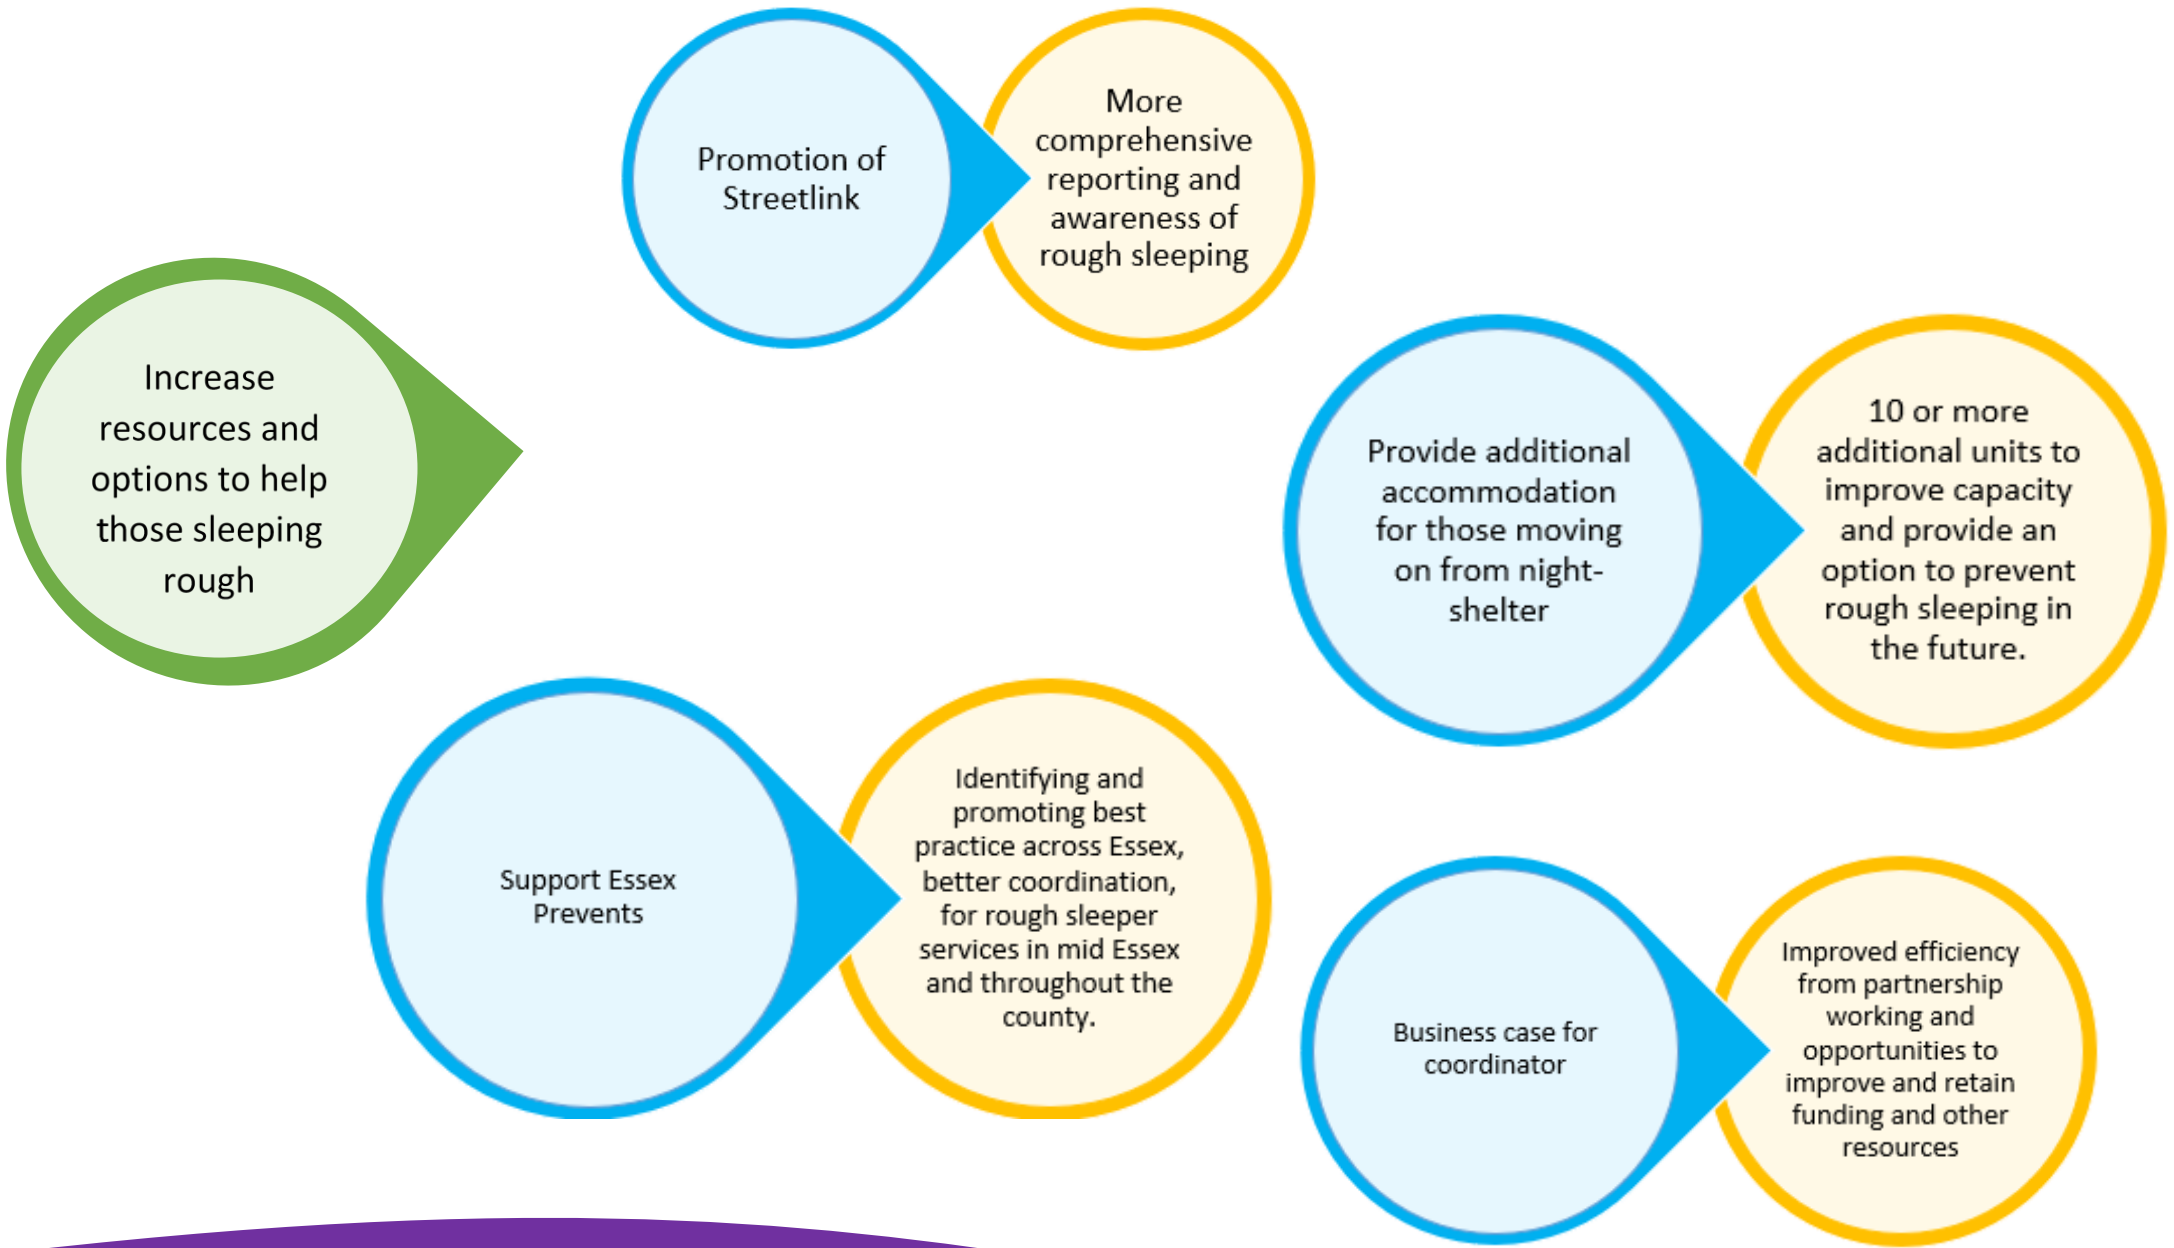 Promotion of
Streetlink
More
comprehensive
reporting and
awareness of
rough sleeping
Increase
resources and
options to help
those sleeping
rough
Provide additional
accommodation
for those moving
on from night-
shelter
10 or more
additional units to
improve capacity
and provide an
option to prevent
rough sleeping in
the future.
Support Essex
Prevents
Identifying and
promoting best
practice across Essex,
better coordination,
for rough sleeper
services in mid Essex
and throughout the
county.
Business case for
coordinator
Improved efficiency
from partnership
working and
opportunities to
improve and retain
funding and other
resources